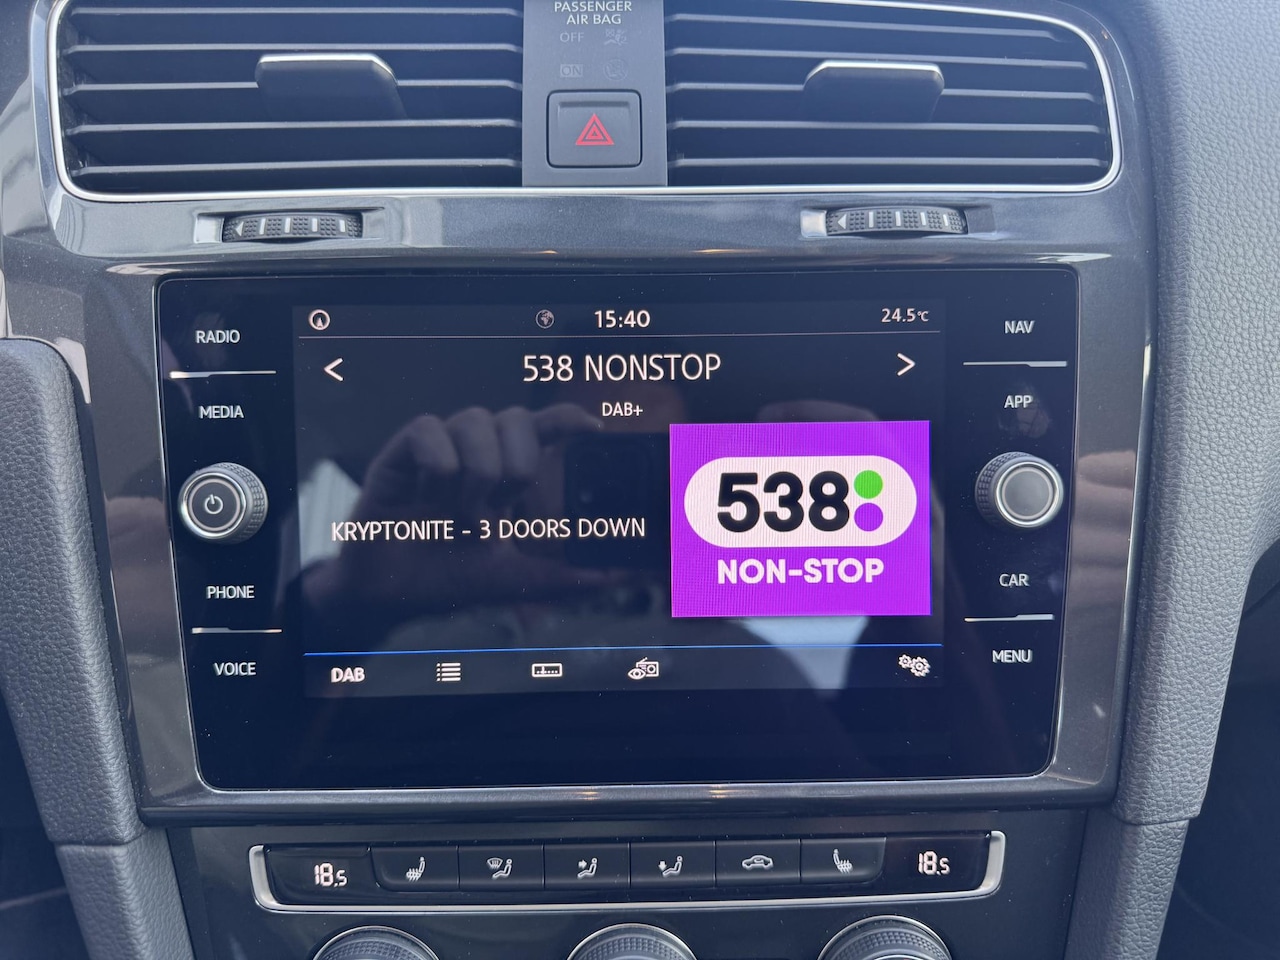 PASSENGER
AIR BAG
OFF
ON
15:40
24.5°C
RADIO
NAV
< 538 NONSTOP >
DAB+
MEDIA
APP
538
NON-STOP
KRYPTONITE - 3 DOORS DOWN
PHONE
CAR
VOICE
MENU
DAB
18.5
18.5